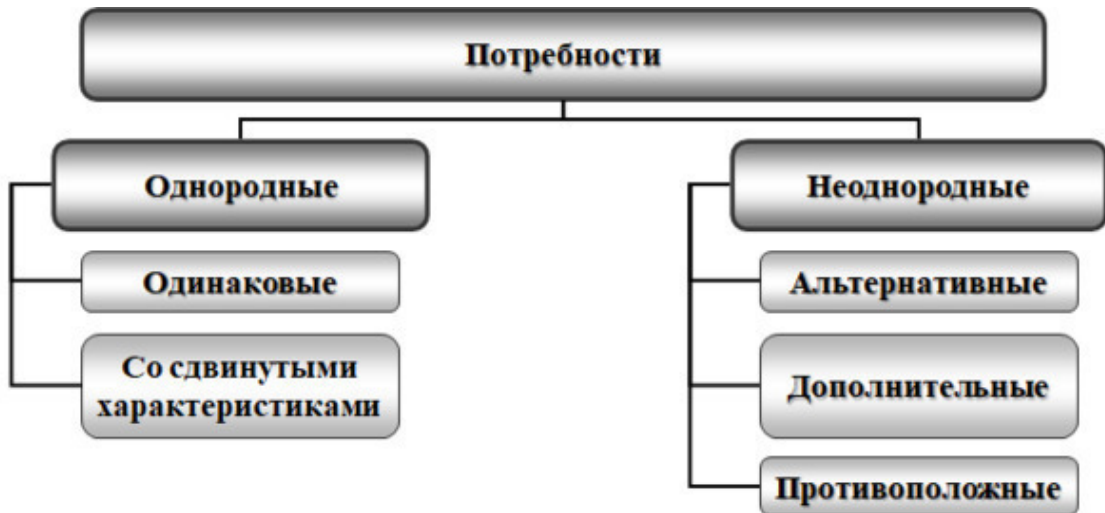 Потребности
Однородные
Одинаковые
Со сдвинутыми
характеристиками
Неоднородные
Альтернативные
Дополнительные
Противоположные